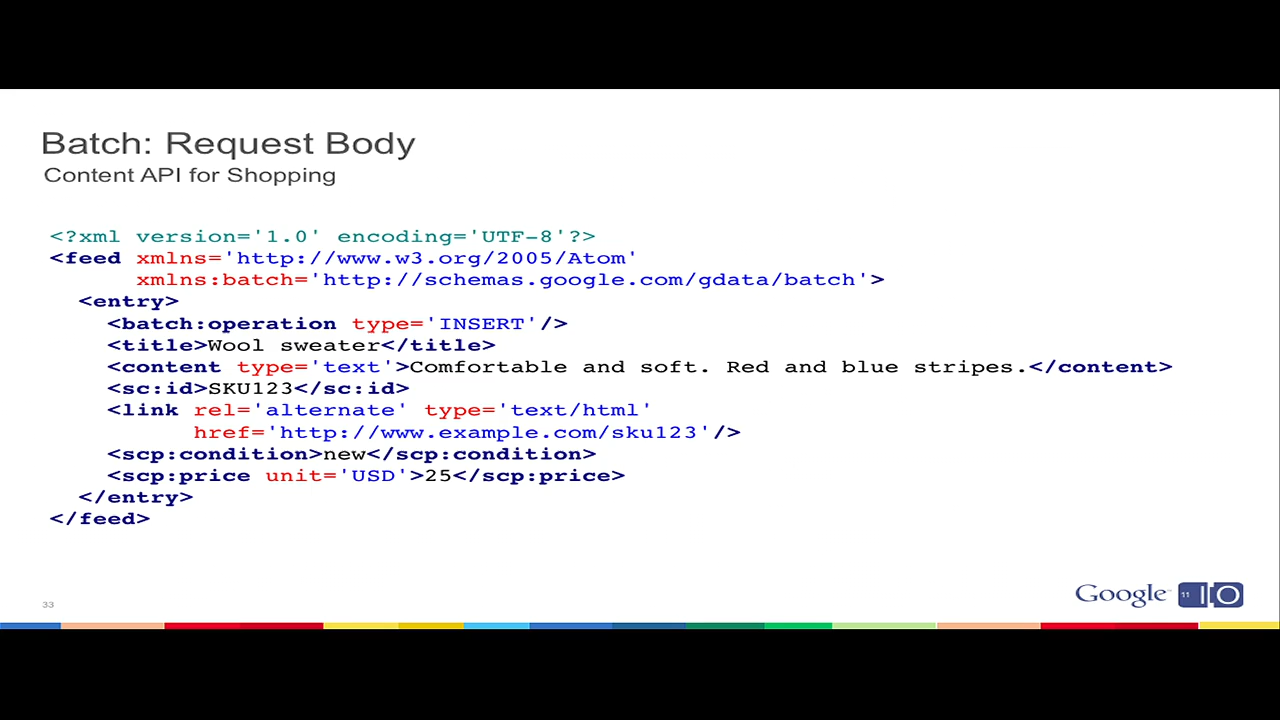 Batch: Request Body
Content API for Shopping
<?xml version='1.0' encoding='UTF-8'?>
<feed xmlns='http://www.w3.org/2005/Atom'
xmlns:batch='http://schemas.google.com/gdata/batch'>
<entry>
<batch:operation type='INSERT'/>
<title>Wool sweater</title>
<content type='text'>Comfortable and soft. Red and blue stripes.</content>
<sc:id>SKU123</sc:id>
<link rel='alternate' type='text/html'
href='http://www.example.com/sku123'/>
<scp:condition>new</scp:condition>
<scp:price unit='USD'>25</scp:price>
</entry>
</feed>
33
Google 11 IO